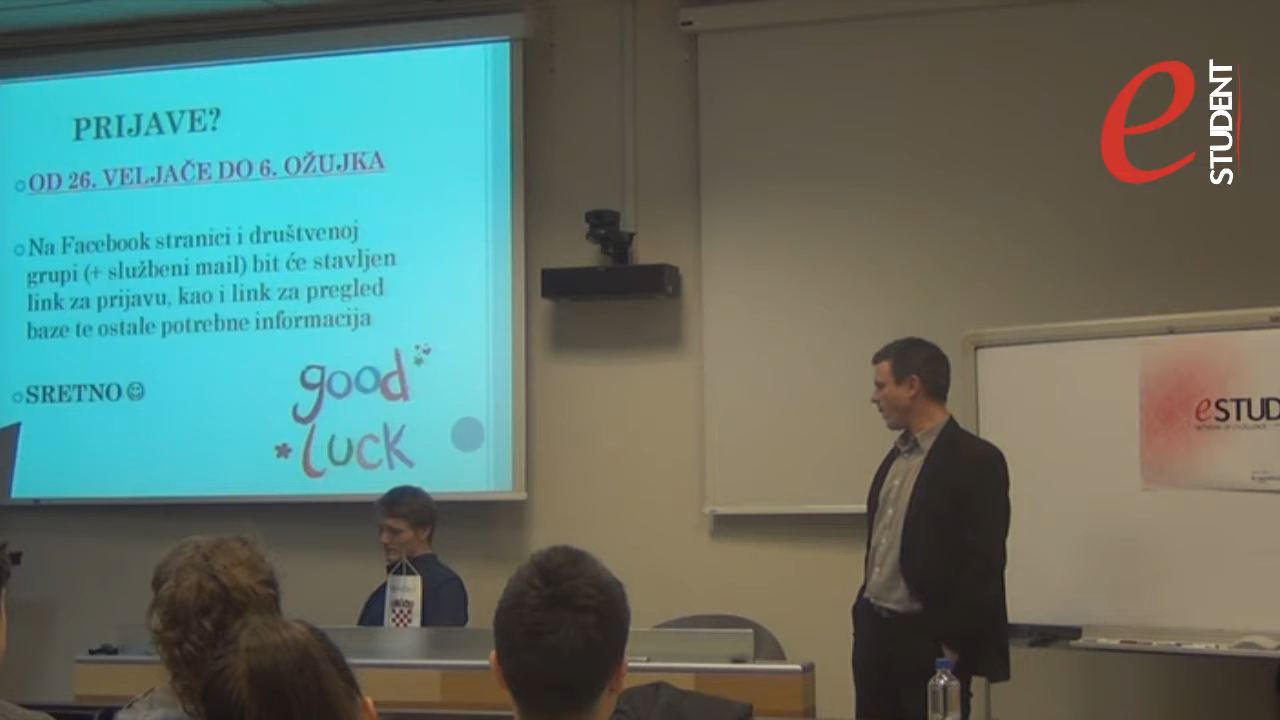 PRIJAVE?
OD 26. VELJAČE DO 6. OŽUJKA
Na Facebook stranici i društvenoj
grupi (+ službeni mail) bit će stavljen
link za prijavu, kao i link za pregled
baze te ostale potrebne informacija
SRETNO☺
good
luck
e STUDENT
eSTUD